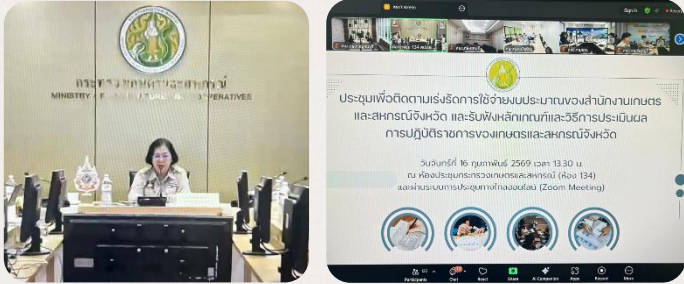 กระทรวงเกษตรและสหกรณ์
MINISTRY
Sign in
ประชุมเพื่อติดตามเร่งรัดการใช้จ่ายงบประมาณของสำนักงานเกษตร
และสหกรณ์จังหวัด และรับฟังหลักเกณฑ์และวิธีการประเมินผล
การปฏิบัติราชการของเกษตรและสหกรณ์จังหวัด
วันจันทร์ที่ 16 กุมภาพันธ์ 2569 เวลา 13.30 น.
ณ ห้องประชุมกระทรวงเกษตรและสหกรณ์ (ห้อง 134)
และผ่านระบบการประชุมทางไกลออนไลน์ (Zoom Meeting)
Participants
Chat
React
Share
AI Companion
Apps
Record
More